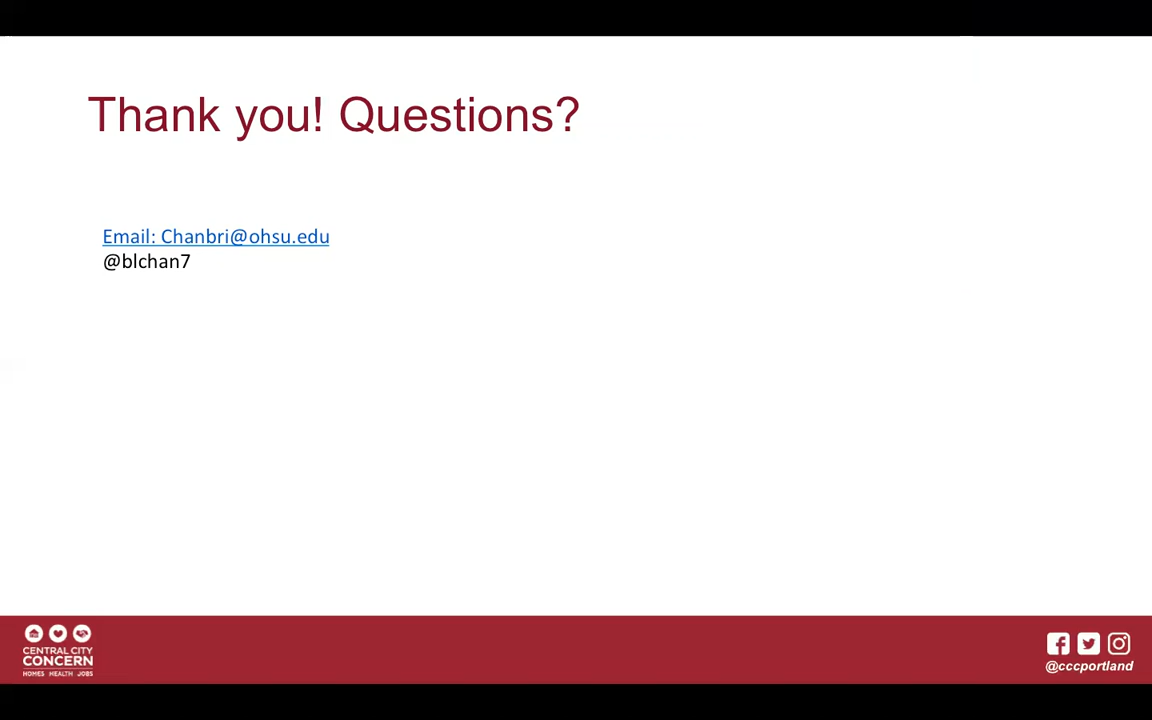 Thank you! Questions?
Email: Chanbri@ohsu.edu
@blchan7
CENTRAL CITY
CONCERN
HOMES HEALTH JOBS
@cccportland